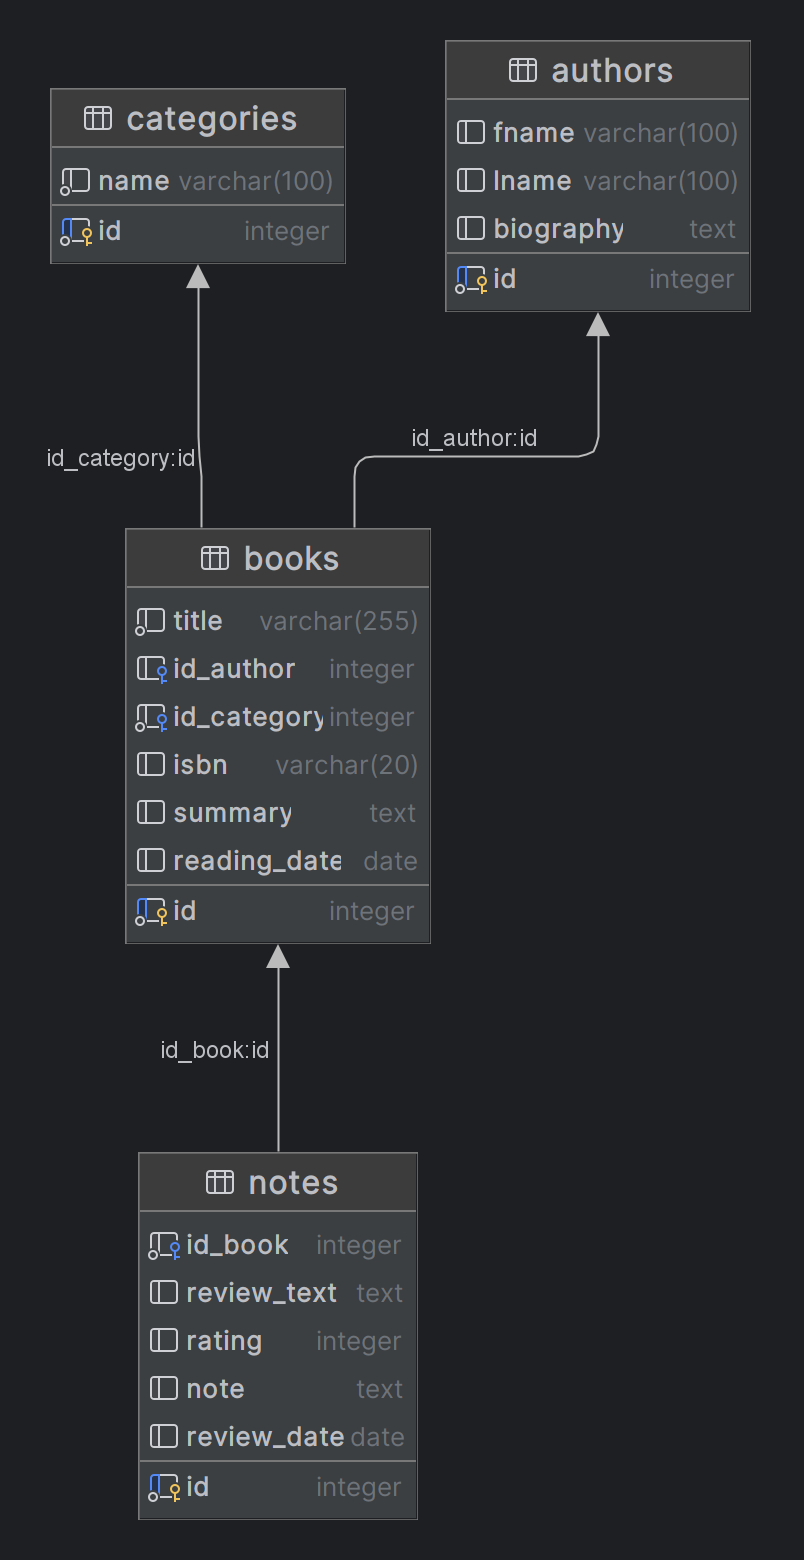 categories
name varchar(100)
id integer
authors
fname varchar(100)
lname varchar(100)
biography text
id integer
id_category:id
id_author:id
books
title varchar(255)
id_author integer
id_category integer
isbn varchar(20)
summary text
reading_date date
id integer
id_book:id
notes
id_book integer
review_text text
rating integer
note text
review_date date
id integer